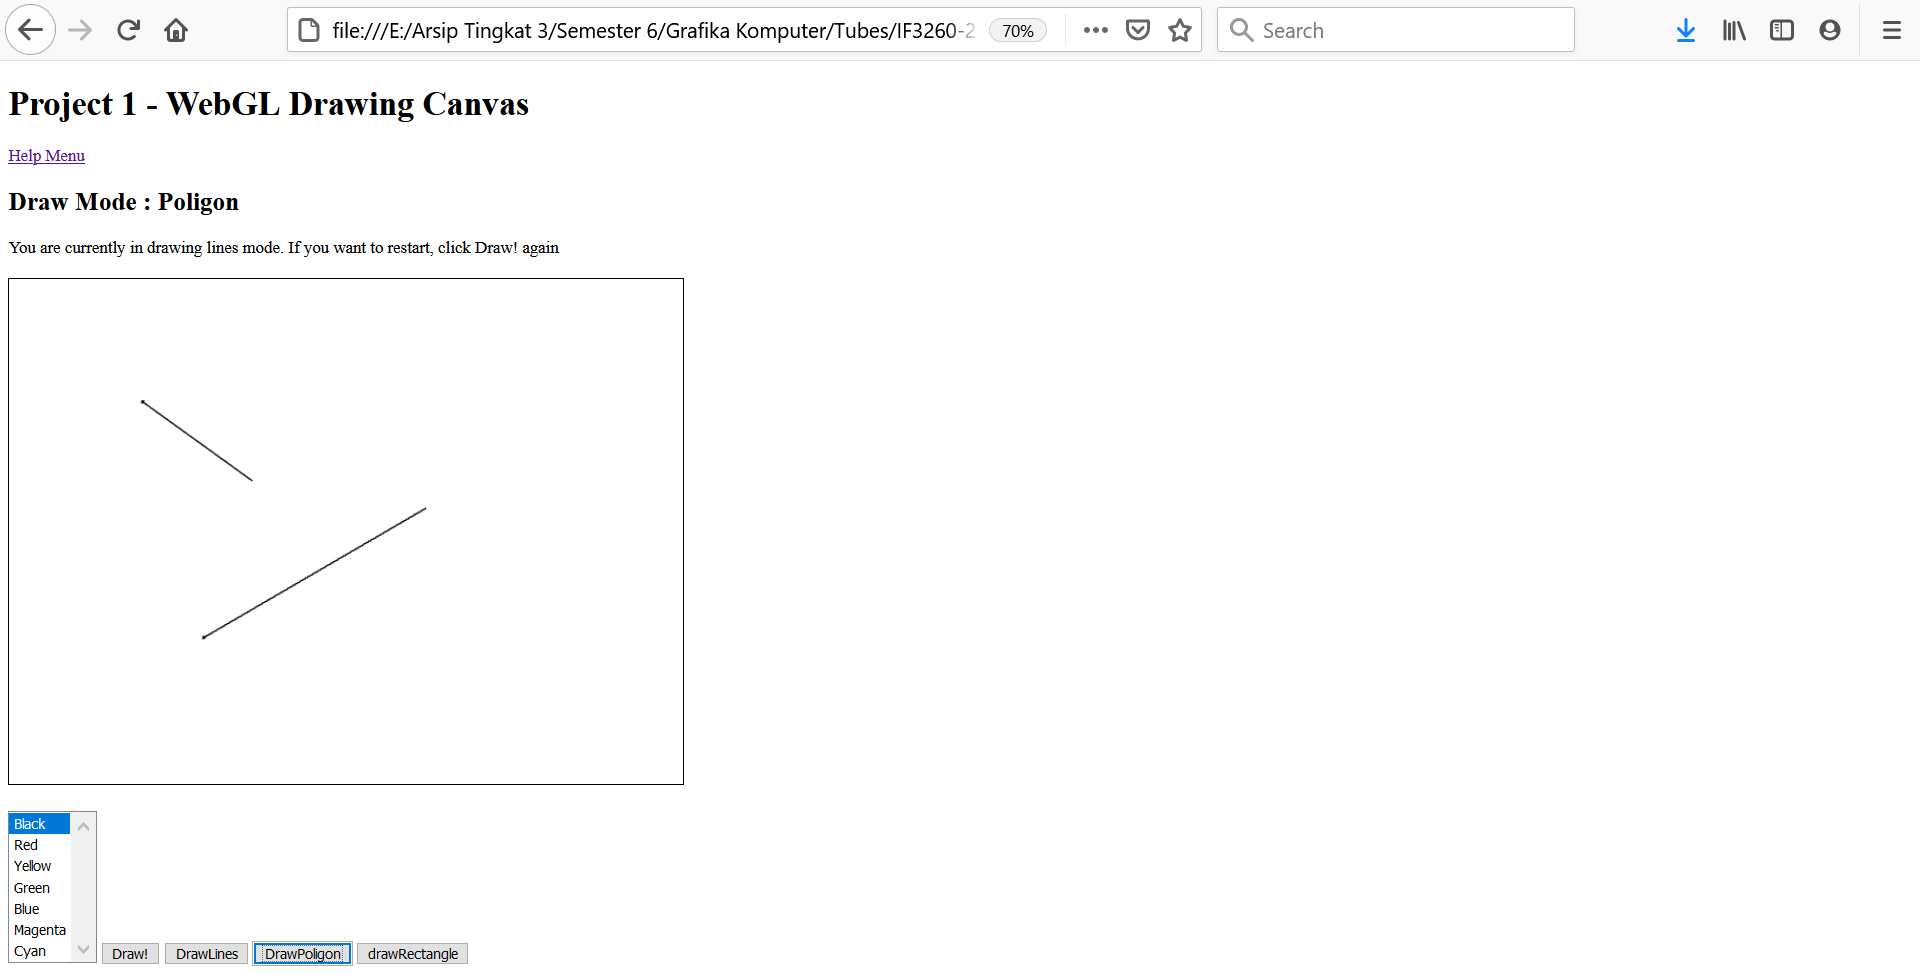 file:///E:/Arsip Tingkat 3/Semester 6/Grafika Komputer/Tubes/IF3260-2
70%
Search
Project 1 - WebGL Drawing Canvas
Help Menu
Draw Mode : Poligon
You are currently in drawing lines mode. If you want to restart, click Draw! again
Black
Red
Yellow
Green
Blue
Magenta
Cyan
Draw! DrawLines DrawPoligon drawRectangle